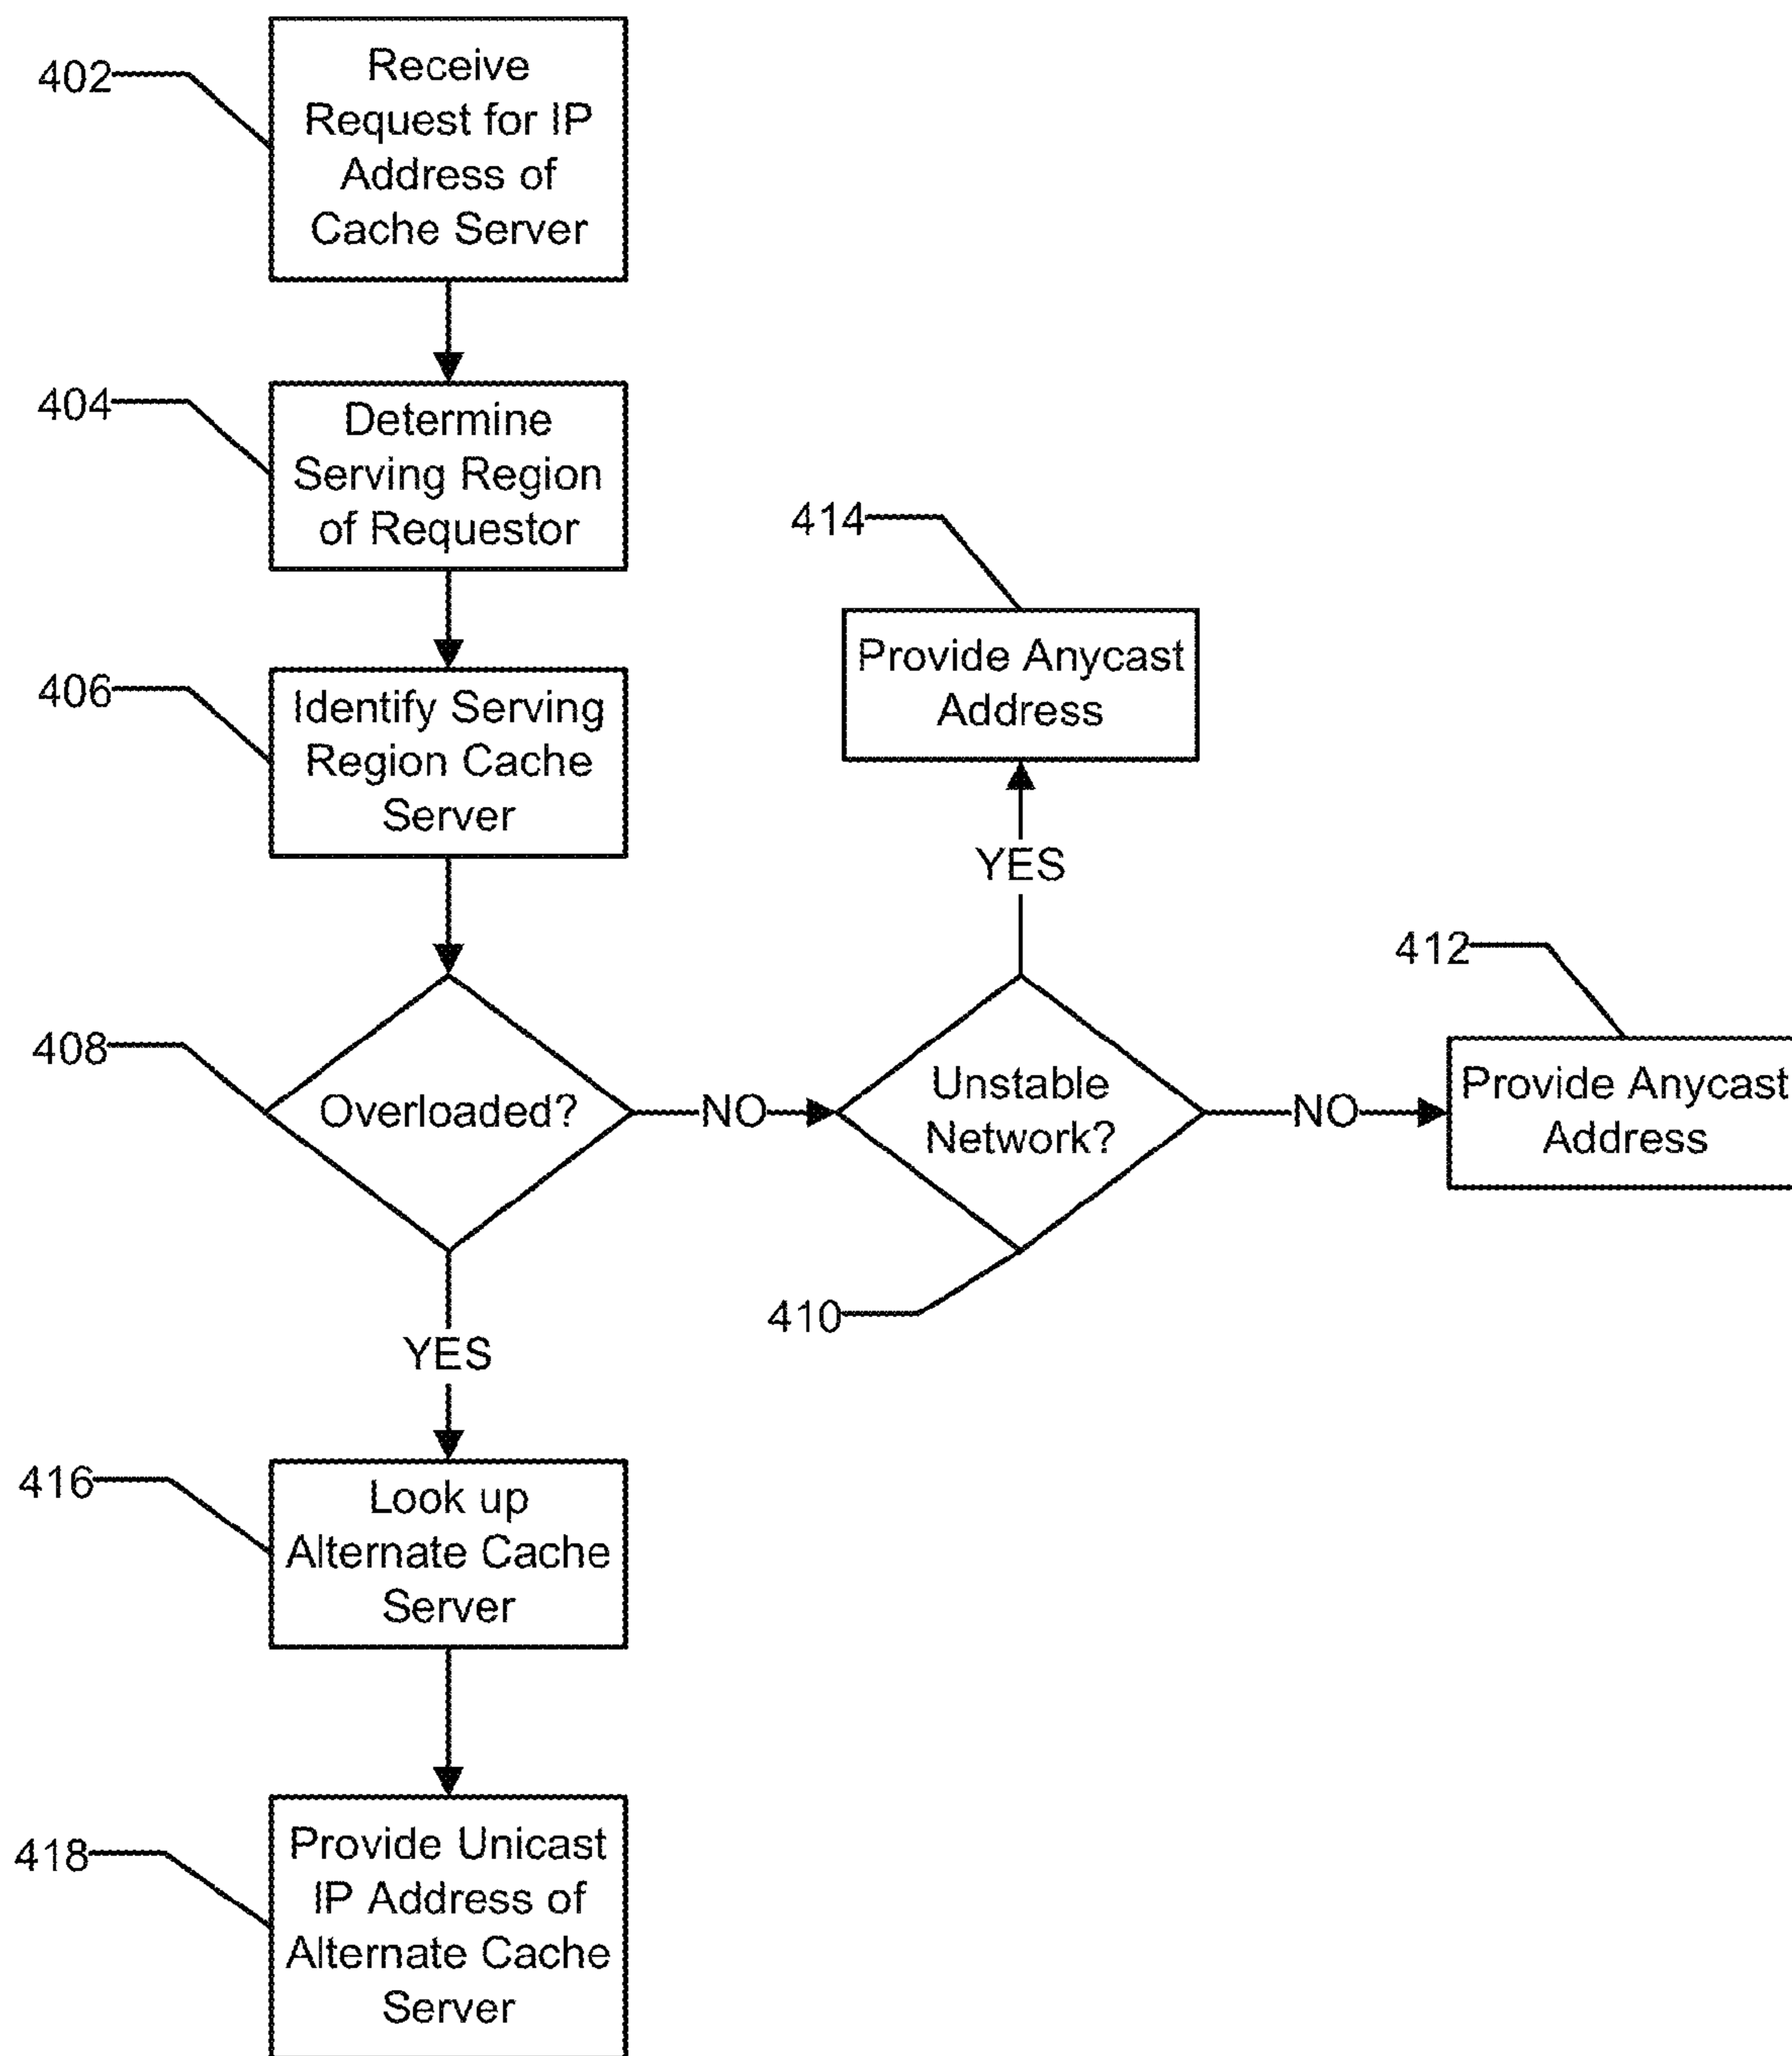 402
Receive
Request for IP
Address of
Cache Server
404
Determine
Serving Region
of Requestor
414
Provide Anycast
Address
406
Identify Serving
Region Cache
Server
YES
412
408
Overloaded?
NO
Unstable
Network?
NO
Provide Anycast
Address
410
YES
416
Look up
Alternate Cache
Server
418
Provide Unicast
IP Address of
Alternate Cache
Server